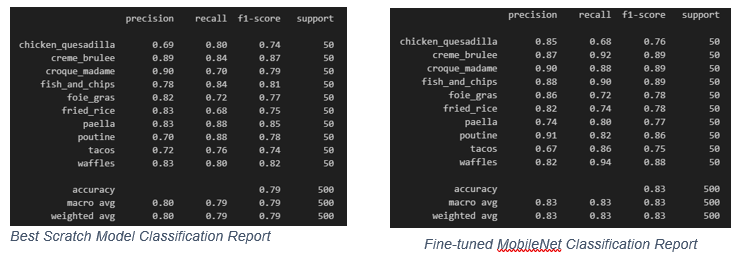 precision recall f1-score support
chicken_quesadilla 0.69 0.80 0.74 50
creme_brulee 0.89 0.84 0.87 50
croque_madame 0.90 0.70 0.79 50
fish_and_chips 0.78 0.84 0.81 50
foie_gras 0.82 0.72 0.77 50
fried_rice 0.83 0.68 0.75 50
paella 0.83 0.88 0.85 50
poutine 0.70 0.88 0.78 50
tacos 0.72 0.76 0.74 50
waffles 0.83 0.80 0.82 50
accuracy 0.79 500
macro avg 0.80 0.79 0.79 500
weighted avg 0.80 0.79 0.79 500
Best Scratch Model Classification Report
precision recall f1-score support
chicken_quesadilla 0.85 0.68 0.76 50
creme_brulee 0.87 0.92 0.89 50
croque_madame 0.90 0.88 0.89 50
fish_and_chips 0.88 0.90 0.89 50
foie_gras 0.86 0.72 0.78 50
fried_rice 0.82 0.74 0.78 50
paella 0.74 0.80 0.77 50
poutine 0.91 0.82 0.86 50
tacos 0.67 0.86 0.75 50
waffles 0.82 0.94 0.88 50
accuracy 0.83 500
macro avg 0.83 0.83 0.83 500
weighted avg 0.83 0.83 0.83 500
Fine-tuned MobileNet Classification Report